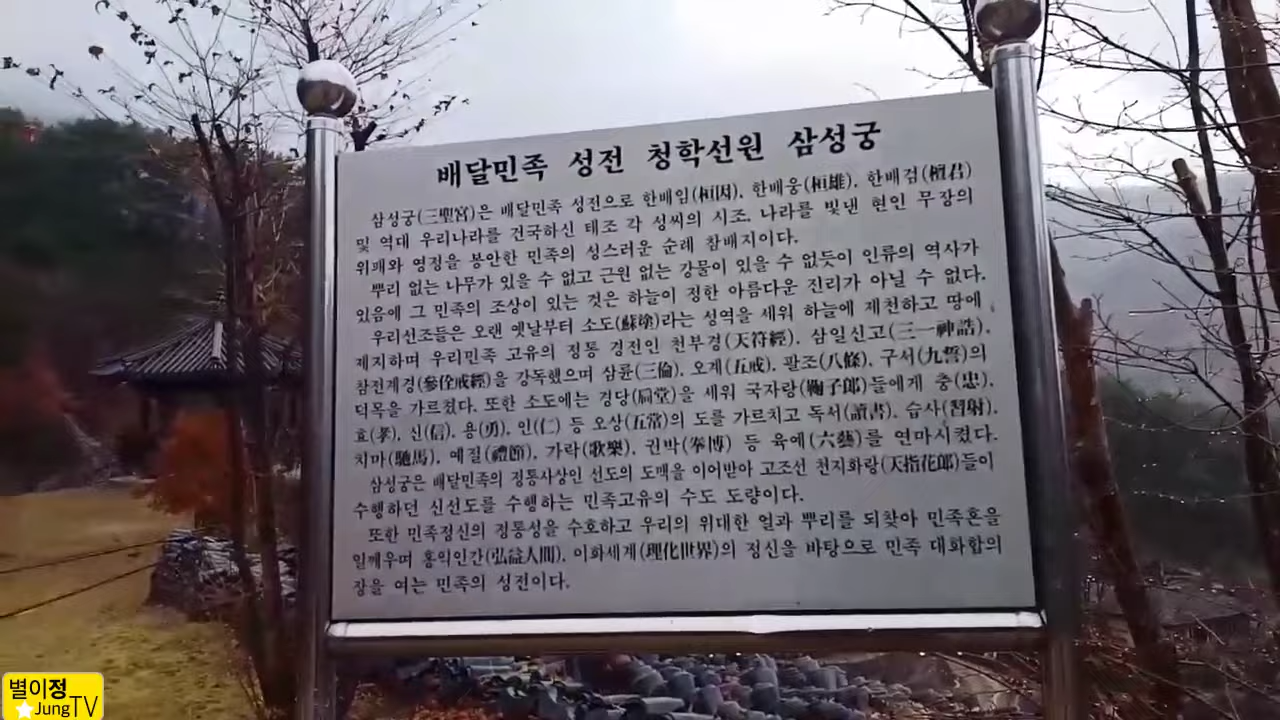 배달민족 성전 청학선원 삼성궁
삼성궁(三聖宮)은 배달민족 성전으로 한배임(桓因), 한배웅(桓雄), 한배검(檀君)
및 역대 우리나라를 건국하신 태조 각 성씨의 시조, 나라를 빛낸 현인 무장의
위패와 영정을 봉안한 민족의 성스러운 순례 참배지이다.
뿌리 없는 나무가 있을 수 없고 근원 없는 강물이 있을 수 없듯이 인류의 역사가
있음에 그 민족의 조상이 있는 것은 하늘이 정한 아름다운 진리가 아닐 수 없다.
우리선조들은 오랜 옛날부터 소도(蘇塗)라는 성역을 세워 하늘에 제천하고 땅에
제지하며 우리민족 고유의 정통 경전인 천부경(天符經), 삼일신고(三一神誥),
참전계경(參佺戒經)을 강독했으며 삼륜(三倫), 오계(五戒), 팔조(八條), 구서(九誓)의
덕목을 가르쳤다. 또한 소도에는 경당(扃堂)을 세워 국자랑(鞠子郎)들에게 충(忠),
효(孝), 신(信), 용(勇), 인(仁) 등 오상(五常)의 도를 가르치고 독서(讀書), 습사(習射),
치마(馳馬), 예절(禮節), 가락(歌樂), 권박(拳博) 등 육예(六藝)를 연마시켰다.
삼성궁은 배달민족의 정통사상인 선도의 도맥을 이어받아 고조선 천지화랑(天指花郎)들이
수행하던 신선도를 수행하는 민족고유의 수도 도량이다.
또한 민족정신의 정통성을 수호하고 우리의 위대한 얼과 뿌리를 되찾아 민족혼을
일깨우며 홍익인간(弘益人間), 이화세계(理化世界)의 정신을 바탕으로 민족 대화합의
장을 여는 민족의 성전이다.
별이정
JungTV